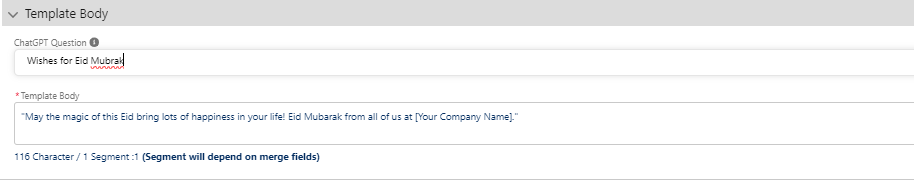 Template Body
ChatGPT Question
Wishes for Eid Mubrak
*Template Body
"May the magic of this Eid bring lots of happiness in your life! Eid Mubarak from all of us at [Your Company Name]."
116 Character / 1 Segment :1 (Segment will depend on merge fields)